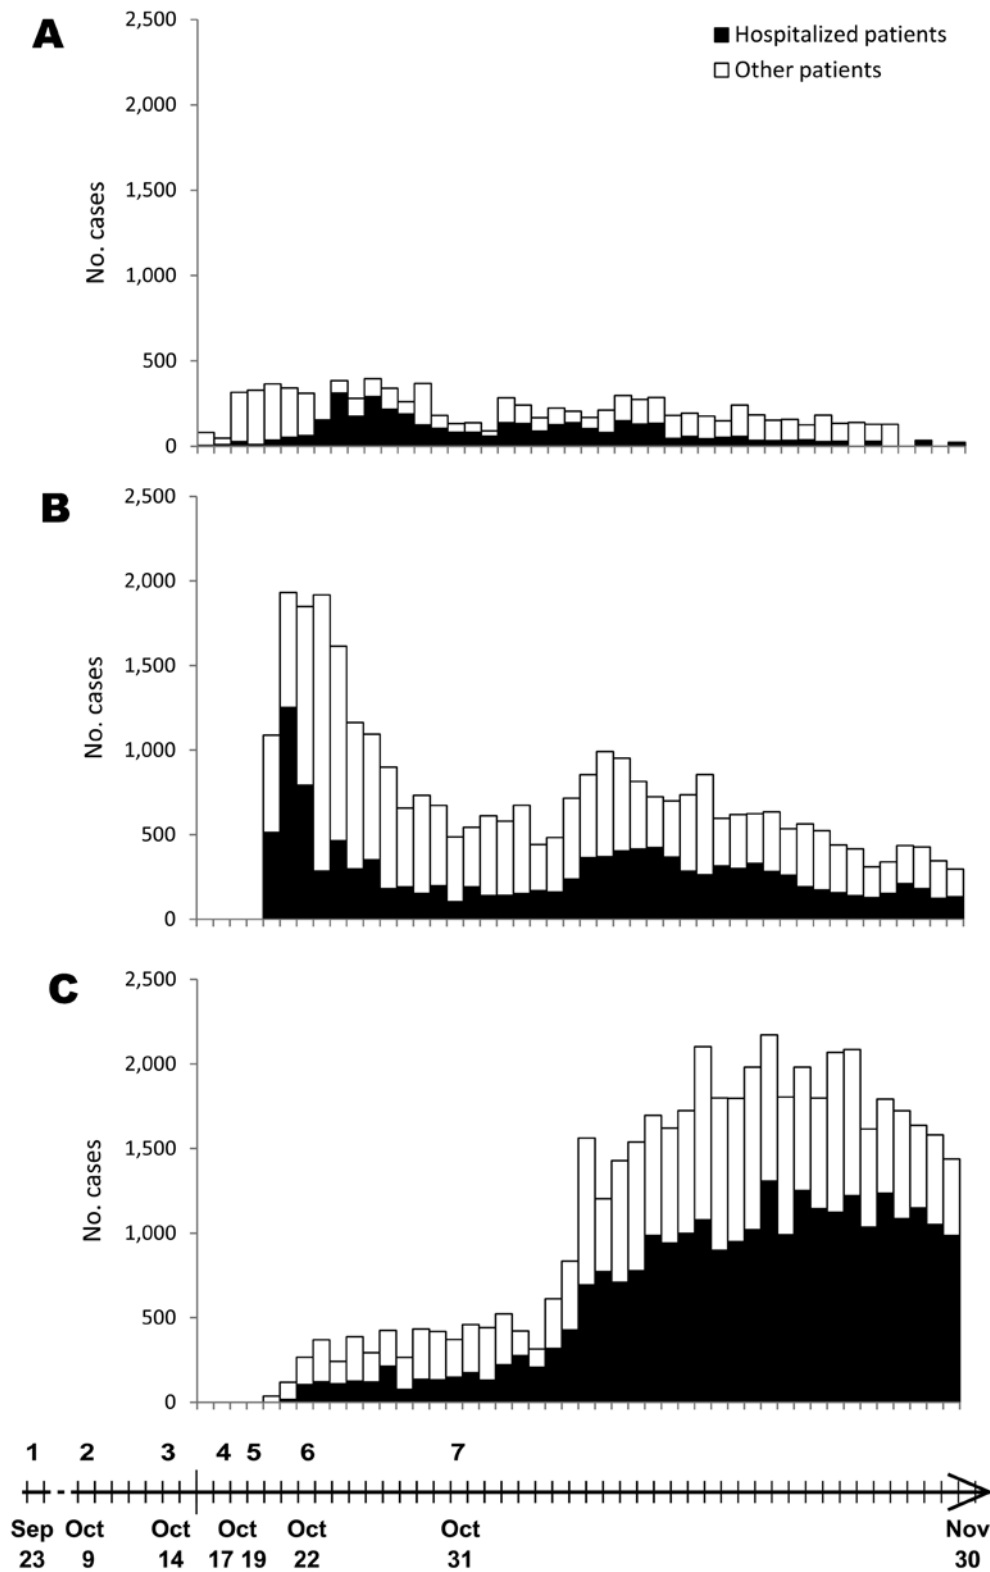 A
2,500
Hospitalized patients
Other patients
2,000
1,500
No. cases
1,000
500
0
B
2,500
2,000
1,500
No. cases
1,000
500
0
C
2,500
2,000
1,500
No. cases
1,000
500
0
1 2 3 4 5 6 7
Sep Oct Oct Oct Oct Oct Nov
23 9 14 17 19 22 31 30